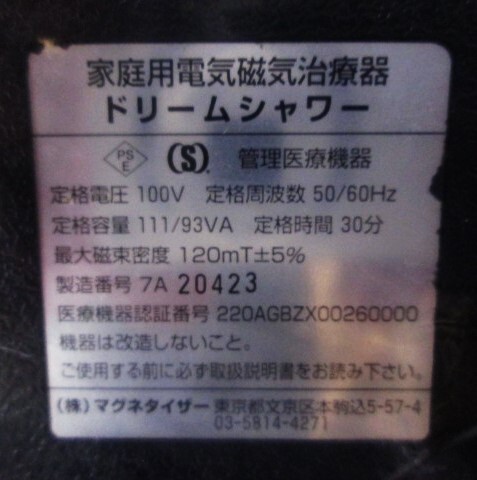 家庭用電気磁気治療器
ドリームシャワー
PS
E
(S) 管理医療機器
定格電圧 100V 定格周波数 50/60Hz
定格容量 111/93VA 定格時間 30分
最大磁束密度 120mT±5%
製造番号 7A 20423
医療機器認証番号 220AGBZX00260000
機器は改造しないこと。
ご使用する前に必ず取扱説明書をお読み下さい。
(株) マグネタイザー 東京都文京区本駒込5-57-4
03-5814-4271